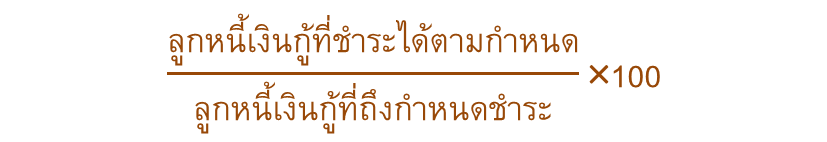 ลูกหนี้เงินกู้ที่ชำระได้ตามกำหนด
×100
ลูกหนี้เงินกู้ที่ถึงกำหนดชำระ